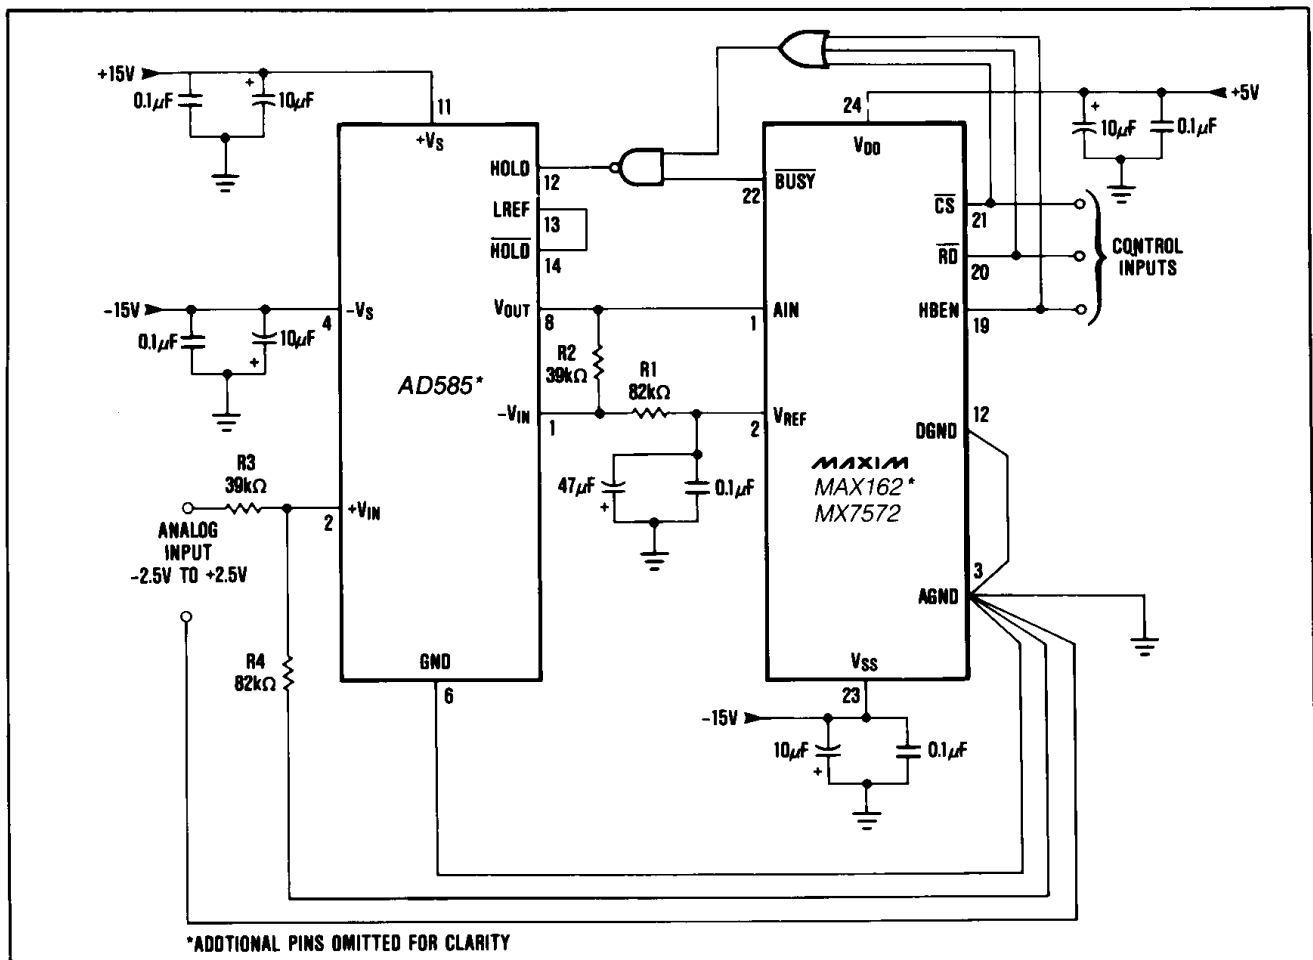 +15V
0.1µF
+
10µF
11
+VS
24
VDD
+5V
+
10µF
0.1µF
HOLD
12
22
BUSY
CS
21
LREF
13
HOLD
14
RD
20
CONTROL
INPUTS
-15V
4
-VS
0.1µF
10µF
+
VOUT
8
1
AIN
HBEN
19
R2
39kΩ
R1
82kΩ
AD585*
-VIN
1
2
VREF
12
DGND
R3
39kΩ
47µF
+
0.1µF
MAXIM
MAX162*
MX7572
2
+VIN
ANALOG
INPUT
-2.5V TO +2.5V
3
AGND
R4
82kΩ
GND
6
VSS
23
-15V
10µF
+
0.1µF
*ADDTIONAL PINS OMITTED FOR CLARITY